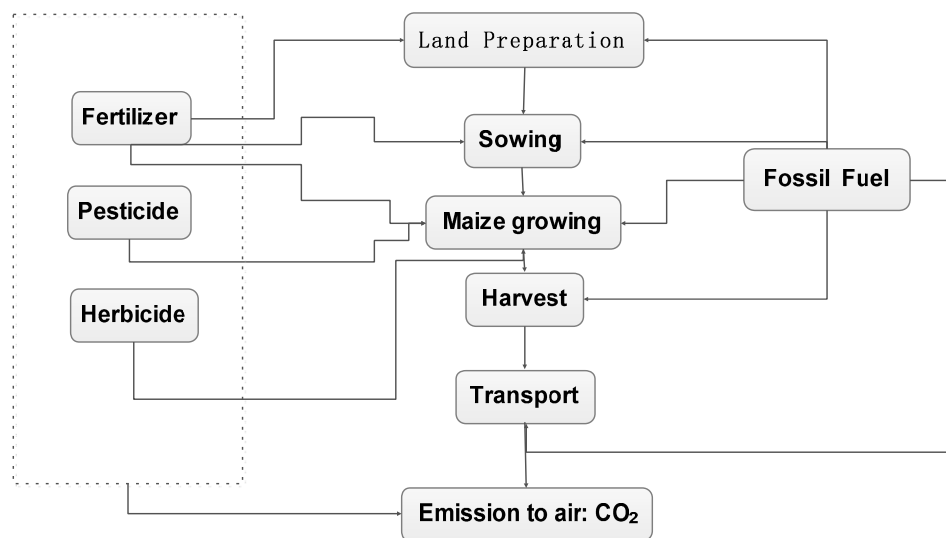 Land Preparation
Fertilizer
Sowing
Fossil Fuel
Pesticide
Maize growing
Herbicide
Harvest
Transport
Emission to air: CO₂